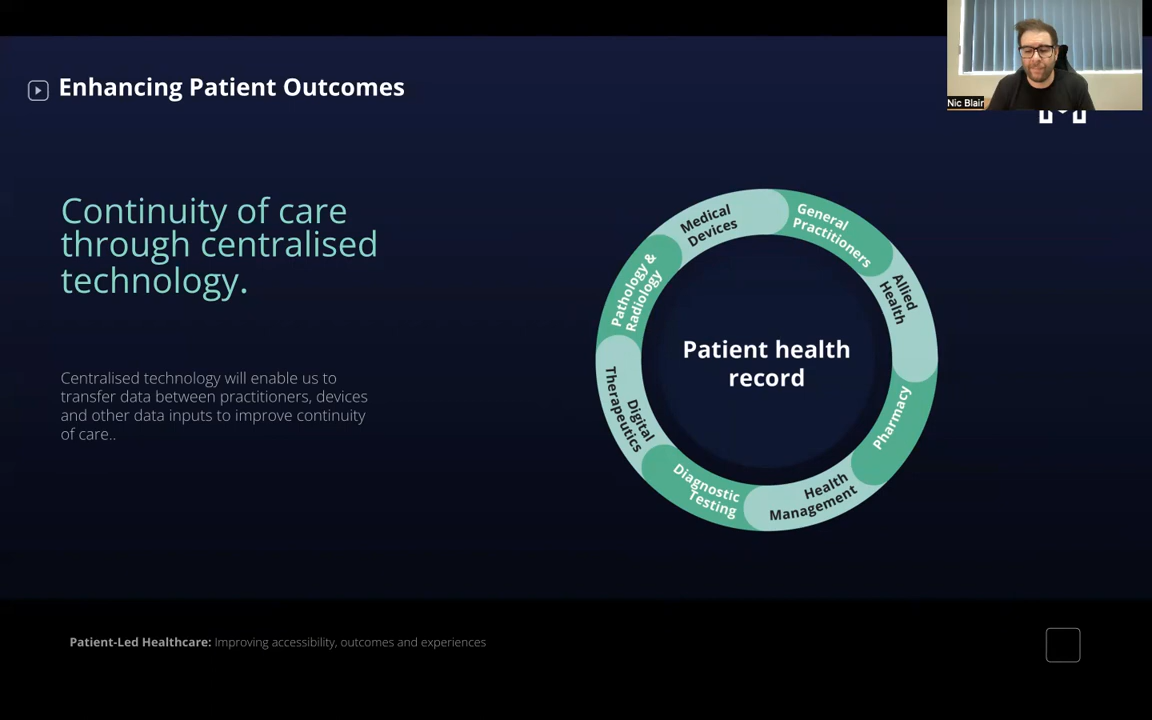 Enhancing Patient Outcomes
Nic Blair
Continuity of care
through centralised
technology.
Centralised technology will enable us to
transfer data between practitioners, devices
and other data inputs to improve continuity
of care..
Medical
Devices
General
Practitioners
Allied
Health
Pharmacy
Health
Management
Diagnostic
Testing
Digital
Therapeutics
Pathology &
Radiology
Patient health
record
Patient-Led Healthcare: Improving accessibility, outcomes and experiences